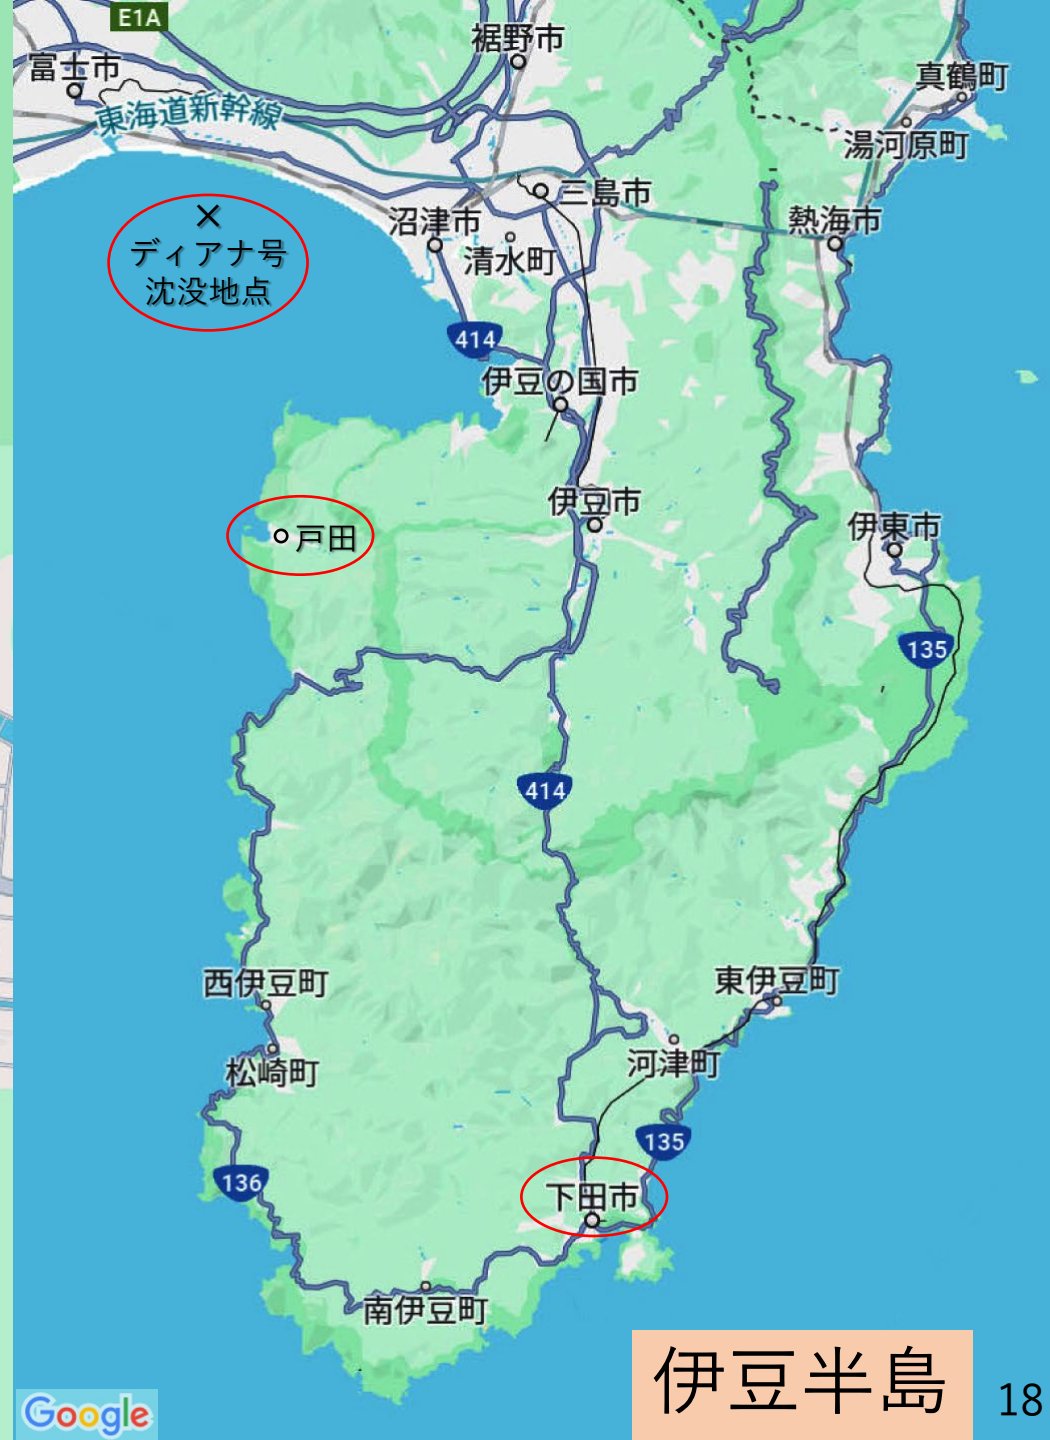 E1A
裾野市
富士市
真鶴町
東海道新幹線
湯河原町
三島市
×
ディアナ号
沈没地点
沼津市
清水町
熱海市
414
伊豆の国市
伊豆市
戸田
伊東市
135
414
西伊豆町
東伊豆町
松崎町
河津町
135
136
下田市
南伊豆町
伊豆半島
18
Google